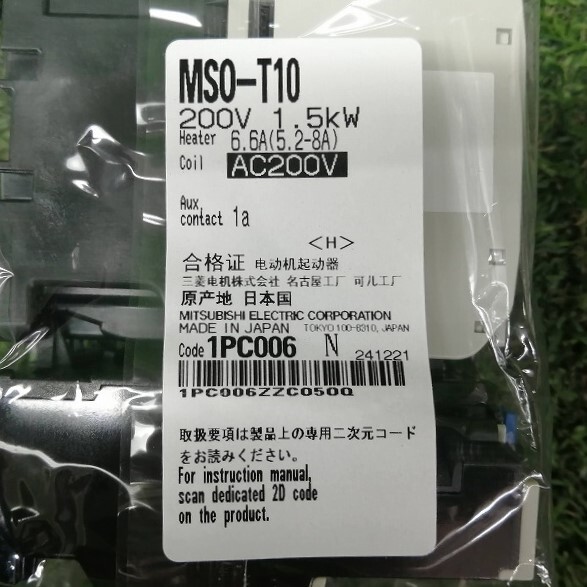 MSO-T10
200V 1.5kW
Heater 6.6A(5.2-8A)
Coil AC200V
Aux
contact 1a
<H>
合格证 电动机起动器
三菱电机株式会社 名古屋工厂 可儿工厂
原产地 日本国
MITSUBISHI ELECTRIC CORPORATION
MADE IN JAPAN TOKYO 100-8310, JAPAN
Code 1PC006 N 241221
1PC006ZZC050Q
取扱要項は製品上の専用二次元コード
をお読みください。
For instruction manual,
scan dedicated 2D code
on the product.